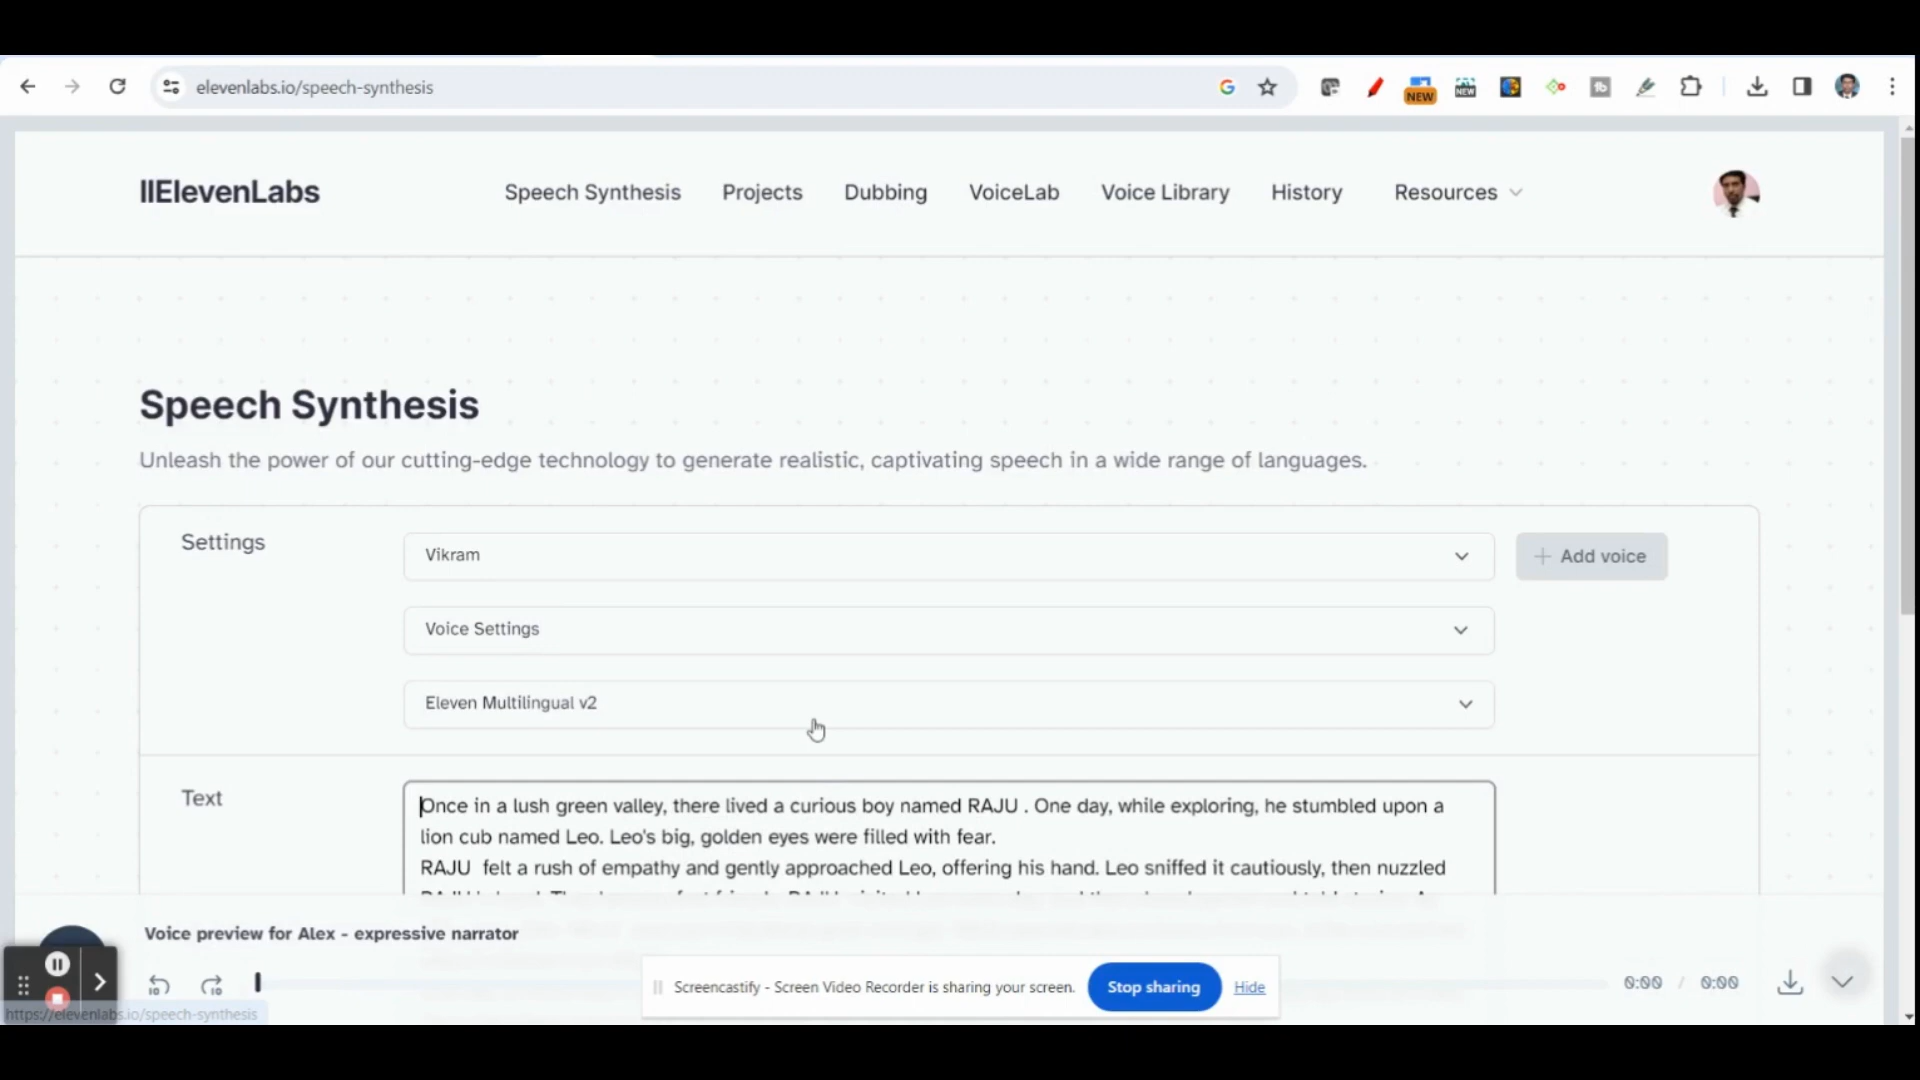 elevenlabs.io/speech-synthesis
NEW
NEW
IIElevenLabs
Speech Synthesis
Projects
Dubbing
VoiceLab
Voice Library
History
Resources
Speech Synthesis
Unleash the power of our cutting-edge technology to generate realistic, captivating speech in a wide range of languages.
Settings
Vikram
+ Add voice
Voice Settings
Eleven Multilingual v2
Text
Once in a lush green valley, there lived a curious boy named RAJU . One day, while exploring, he stumbled upon a
lion cub named Leo. Leo's big, golden eyes were filled with fear.
RAJU felt a rush of empathy and gently approached Leo, offering his hand. Leo sniffed it cautiously, then nuzzled
Voice preview for Alex - expressive narrator
10
10
Screencastify - Screen Video Recorder is sharing your screen.
Stop sharing
Hide
0:00 / 0:00
https://elevenlabs.io/speech-synthesis